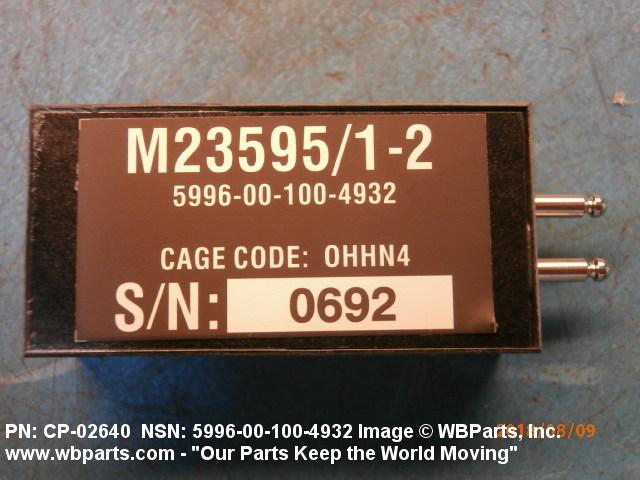 M23595/1-2
5996-00-100-4932
CAGE CODE: OHHN4
S/N: 0692
PN: CP-02640 NSN: 5996-00-100-4932 Image © WBParts, Inc.
www.wbparts.com - "Our Parts Keep the World Moving"